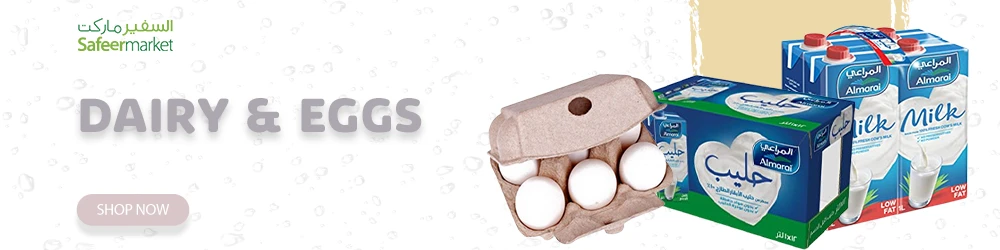 السفير ماركت
Safeermarket
DAIRY & EGGS
SHOP NOW
المراعي
Almarai
حليب
المراعي
Almarai
Milk
LOW
FAT
المراعي
Almarai
Milk
LOW
FAT
1L